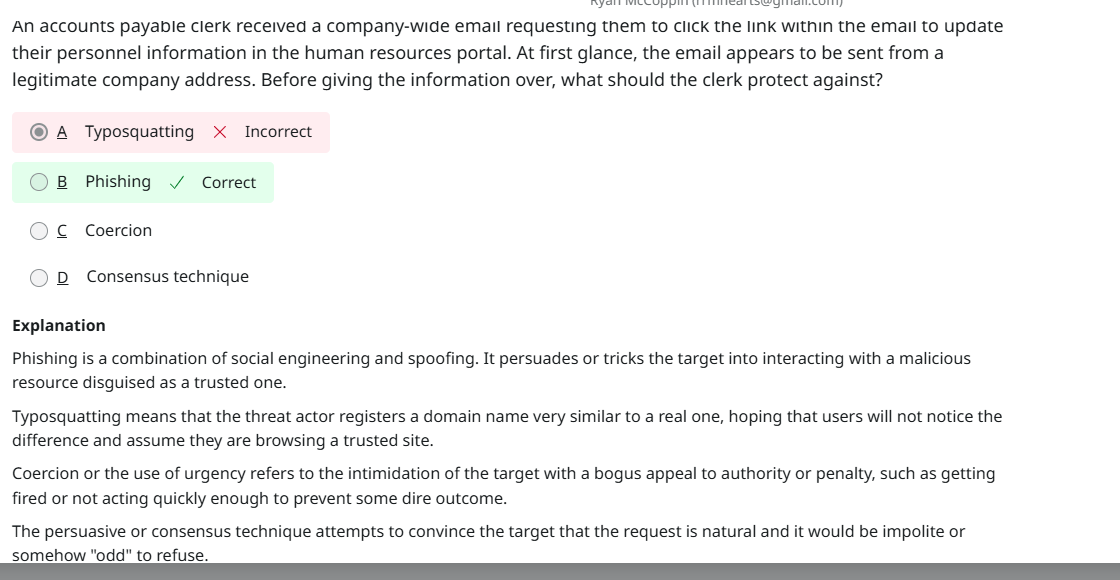 Ryan McCoppin (rrmhearts@gmail.com)
An accounts payable clerk received a company-wide email requesting them to click the link within the email to update
their personnel information in the human resources portal. At first glance, the email appears to be sent from a
legitimate company address. Before giving the information over, what should the clerk protect against?
A Typosquatting Incorrect
B Phishing Correct
C Coercion
D Consensus technique
Explanation
Phishing is a combination of social engineering and spoofing. It persuades or tricks the target into interacting with a malicious
resource disguised as a trusted one.
Typosquatting means that the threat actor registers a domain name very similar to a real one, hoping that users will not notice the
difference and assume they are browsing a trusted site.
Coercion or the use of urgency refers to the intimidation of the target with a bogus appeal to authority or penalty, such as getting
fired or not acting quickly enough to prevent some dire outcome.
The persuasive or consensus technique attempts to convince the target that the request is natural and it would be impolite or
somehow "odd" to refuse.